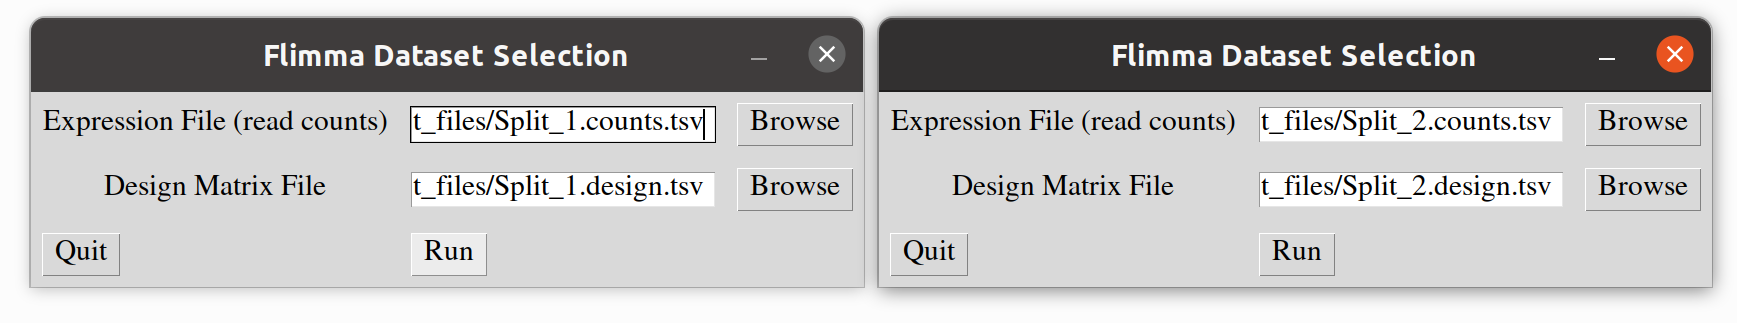 Flimma Dataset Selection
Expression File (read counts) t_files/Split_1.counts.tsv Browse
Design Matrix File t_files/Split_1.design.tsv Browse
Quit Run
Flimma Dataset Selection
Expression File (read counts) t_files/Split_2.counts.tsv Browse
Design Matrix File t_files/Split_2.design.tsv Browse
Quit Run